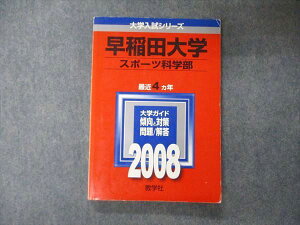 大学入試シリーズ
早稲田大学
スポーツ科学部
最近4カ年
大学ガイド
傾向と対策
問題/解答
2008
教学社